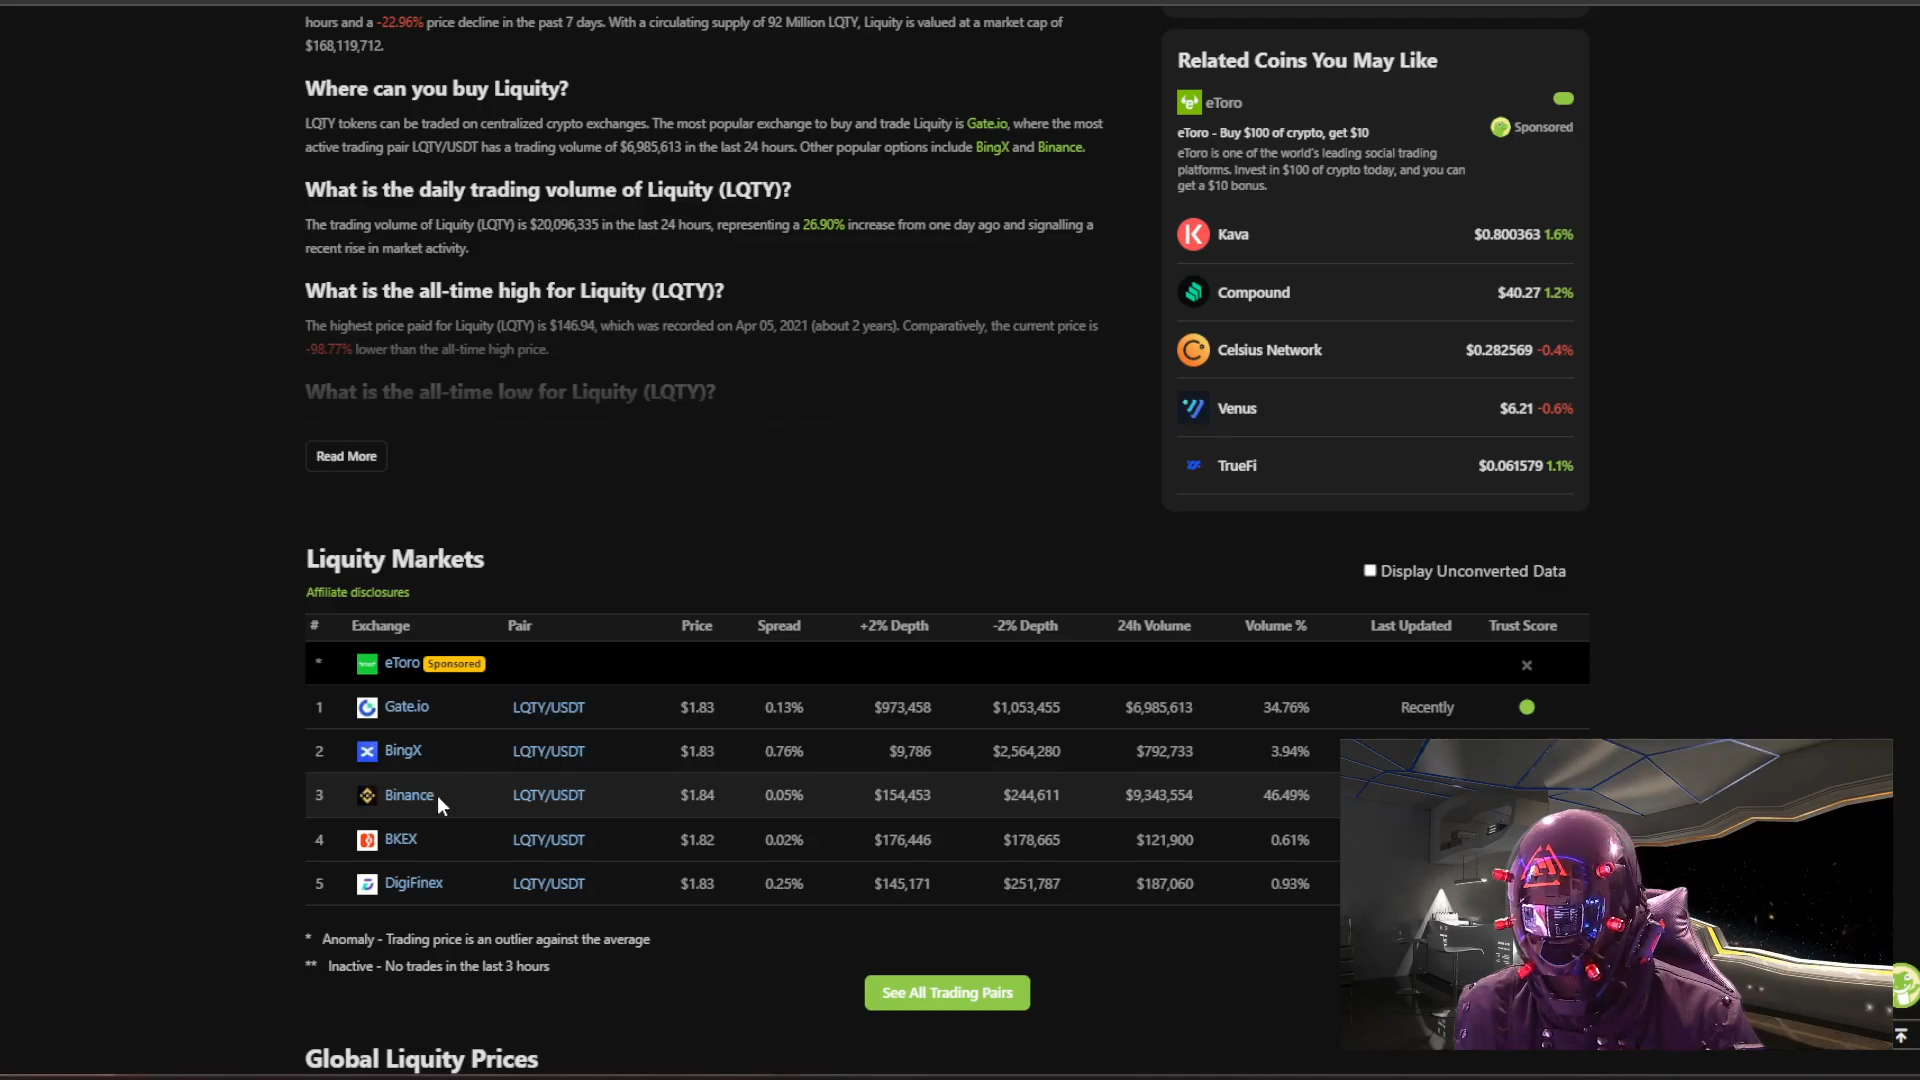 hours and a -22.96% price decline in the past 7 days. With a circulating supply of 92 Million LQTY, Liquity is valued at a market cap of
$168,119,712.
Where can you buy Liquity?
LQTY tokens can be traded on centralized crypto exchanges. The most popular exchange to buy and trade Liquity is Gate.io, where the most
active trading pair LQTY/USDT has a trading volume of $6,985,613 in the last 24 hours. Other popular options include BingX and Binance.
What is the daily trading volume of Liquity (LQTY)?
The trading volume of Liquity (LQTY) is $20,096,335 in the last 24 hours, representing a 26.90% increase from one day ago and signalling a
recent rise in market activity.
What is the all-time high for Liquity (LQTY)?
The highest price paid for Liquity (LQTY) is $146.94, which was recorded on Apr 05, 2021 (about 2 years). Comparatively, the current price is
-98.77% lower than the all-time high price.
What is the all-time low for Liquity (LQTY)?
Read More
Related Coins You May Like
eToro
Sponsored
eToro - Buy $100 of crypto, get $10
eToro is one of the world's leading social trading
platforms. Invest in $100 of crypto today, and you can
get a $10 bonus.
Kava $0.800363 1.6%
Compound $40.27 1.2%
Celsius Network $0.282569 -0.4%
Venus $6.21 -0.6%
TrueFi $0.061579 1.1%
Liquity Markets
Display Unconverted Data
Affiliate disclosures
# Exchange Pair Price Spread +2% Depth -2% Depth 24h Volume Volume % Last Updated Trust Score
* eToro Sponsored
1 Gate.io LQTY/USDT $1.83 0.13% $973,458 $1,053,455 $6,985,613 34.76% Recently
2 BingX LQTY/USDT $1.83 0.76% $9,786 $2,564,280 $792,733 3.94%
3 Binance LQTY/USDT $1.84 0.05% $154,453 $244,611 $9,343,554 46.49%
4 BKEX LQTY/USDT $1.82 0.02% $176,446 $178,665 $121,900 0.61%
5 DigiFinex LQTY/USDT $1.83 0.25% $145,171 $251,787 $187,060 0.93%
* Anomaly - Trading price is an outlier against the average
** Inactive - No trades in the last 3 hours
See All Trading Pairs
Global Liquity Prices